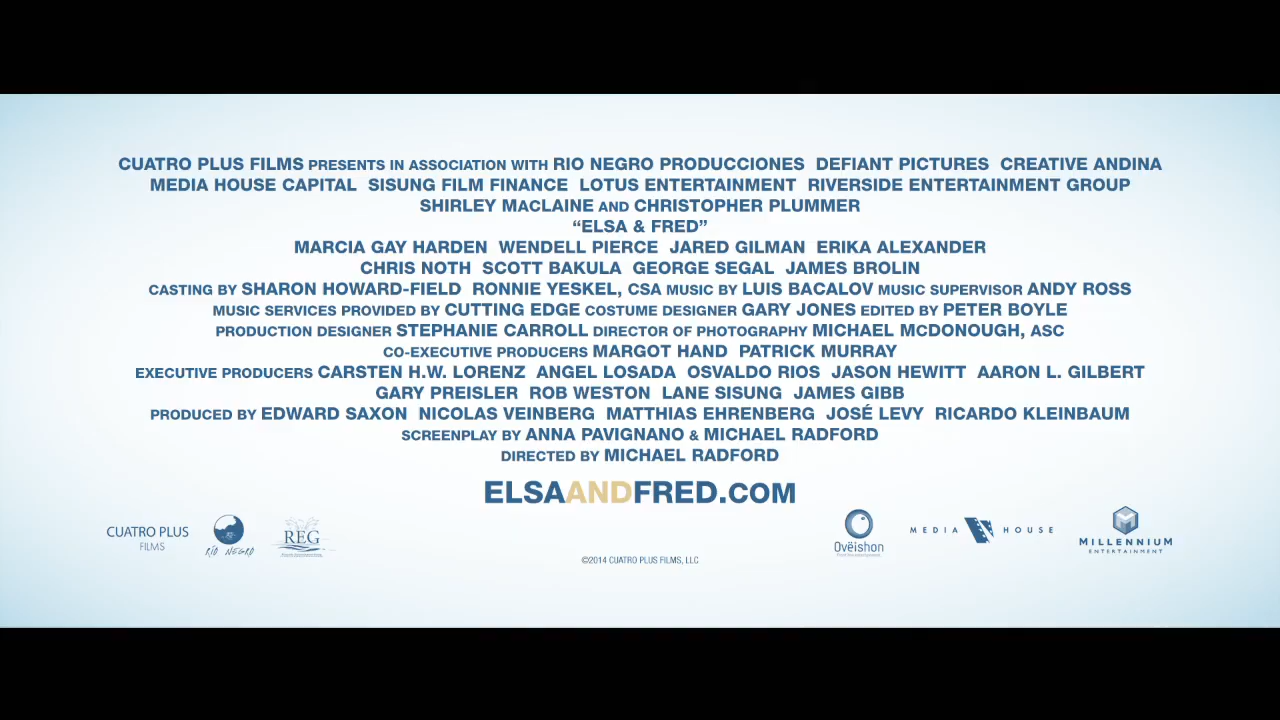 CUATRO PLUS FILMS PRESENTS IN ASSOCIATION WITH RIO NEGRO PRODUCCIONES DEFIANT PICTURES CREATIVE ANDINA
MEDIA HOUSE CAPITAL SISUNG FILM FINANCE LOTUS ENTERTAINMENT RIVERSIDE ENTERTAINMENT GROUP
SHIRLEY MACLAINE AND CHRISTOPHER PLUMMER
“ELSA & FRED”
MARCIA GAY HARDEN WENDELL PIERCE JARED GILMAN ERIKA ALEXANDER
CHRIS NOTH SCOTT BAKULA GEORGE SEGAL JAMES BROLIN
CASTING BY SHARON HOWARD-FIELD RONNIE YESKEL, CSA MUSIC BY LUIS BACALOV MUSIC SUPERVISOR ANDY ROSS
MUSIC SERVICES PROVIDED BY CUTTING EDGE COSTUME DESIGNER GARY JONES EDITED BY PETER BOYLE
PRODUCTION DESIGNER STEPHANIE CARROLL DIRECTOR OF PHOTOGRAPHY MICHAEL MCDONOUGH, ASC
CO-EXECUTIVE PRODUCERS MARGOT HAND PATRICK MURRAY
EXECUTIVE PRODUCERS CARSTEN H.W. LORENZ ANGEL LOSADA OSVALDO RIOS JASON HEWITT AARON L. GILBERT
GARY PREISLER ROB WESTON LANE SISUNG JAMES GIBB
PRODUCED BY EDWARD SAXON NICOLAS VEINBERG MATTHIAS EHRENBERG JOSÉ LEVY RICARDO KLEINBAUM
SCREENPLAY BY ANNA PAVIGNANO & MICHAEL RADFORD
DIRECTED BY MICHAEL RADFORD
ELSAANDFRED.COM
CUATRO PLUS
FILMS
RÍO NEGRO
REG
Ovëishon
MEDIA HOUSE
MILLENNIUM
ENTERTAINMENT
©2014 CUATRO PLUS FILMS, LLC